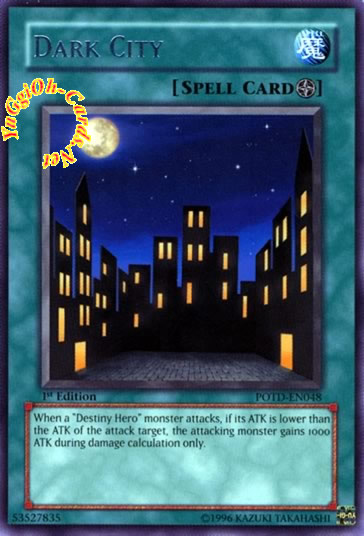 DARK CITY
魔
[SPELL CARD]
YuGgiOh-Cards.Net
1st Edition
POTD-EN048
When a "Destiny Hero" monster attacks, if its ATK is lower than
the ATK of the attack target, the attacking monster gains 1000
ATK during damage calculation only.
53527835
©1996 KAZUKI TAKAHASHI